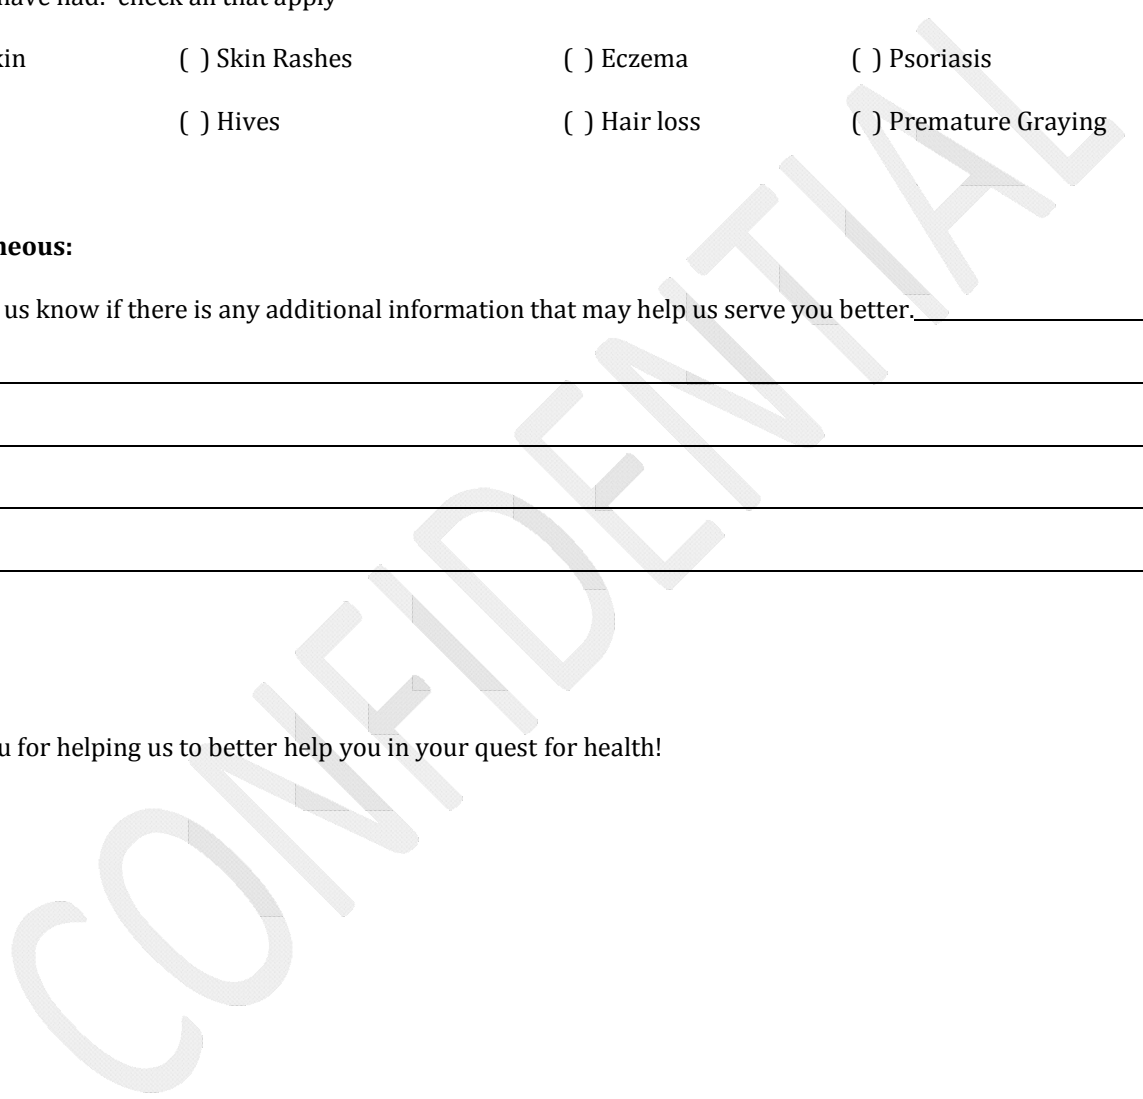 have had: check all that apply
kin ( ) Skin Rashes ( ) Eczema ( ) Psoriasis
( ) Hives ( ) Hair loss ( ) Premature Graying
neous:
us know if there is any additional information that may help us serve you better.
u for helping us to better help you in your quest for health!
CONFIDENTIAL